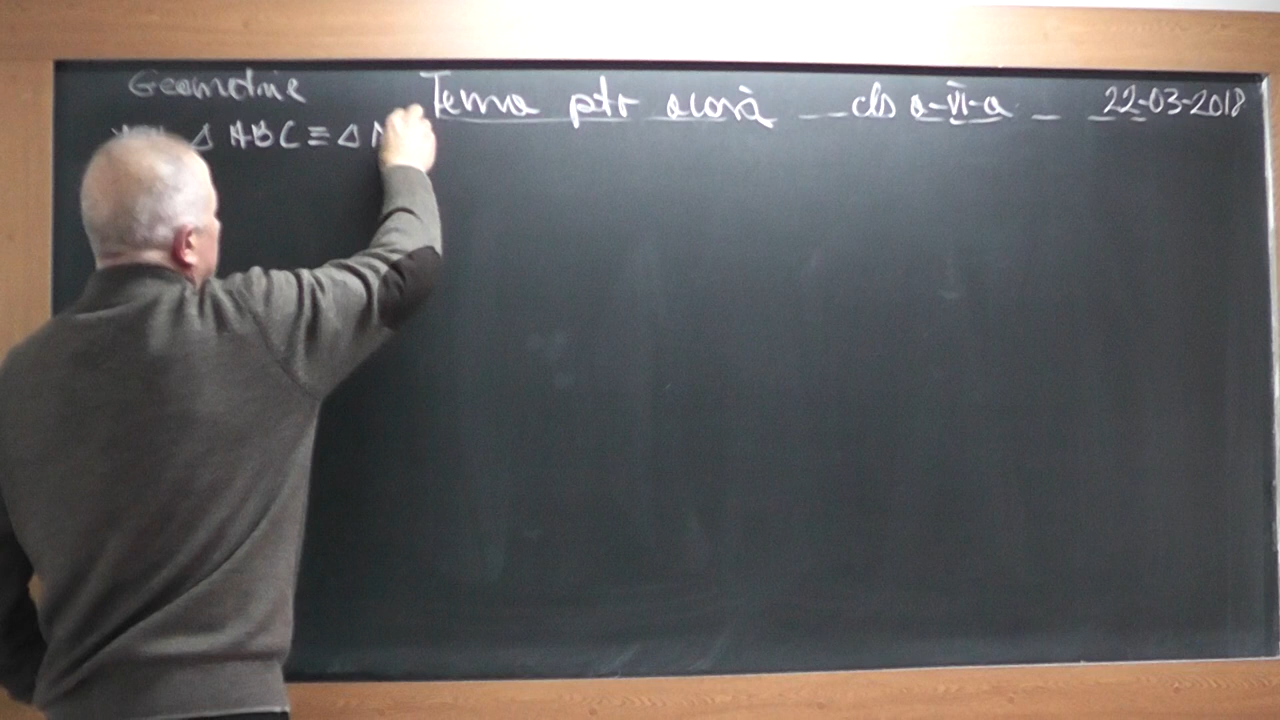 Geometrie Tema ptr acasă cls a-VI-a 22-03-2018
Δ ABC ≡ Δ